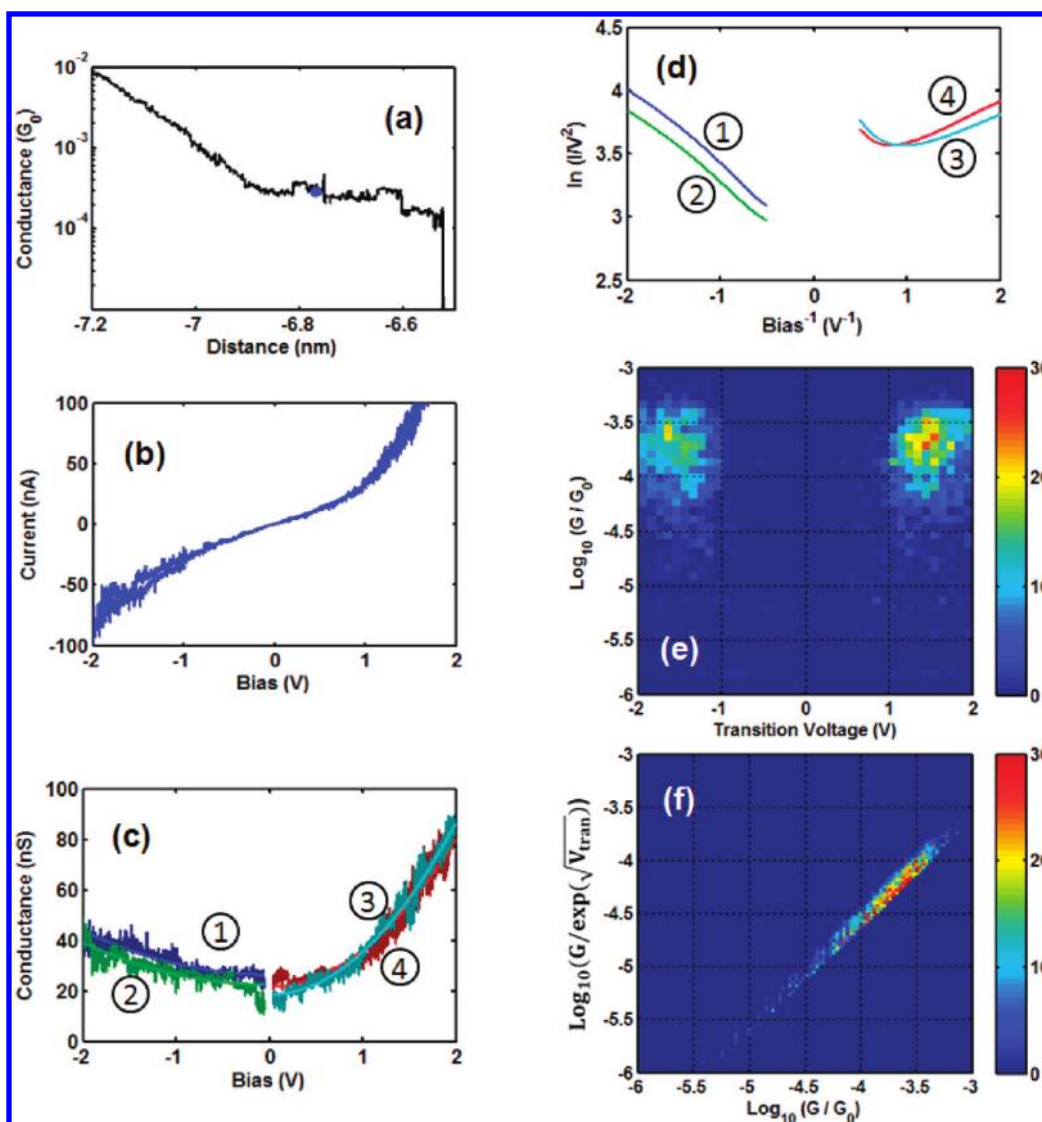 (a)
Conductance (G0)
10-2
10-3
10-4
-7.2 -7 -6.8 -6.6
Distance (nm)
(b)
Current (nA)
100
50
0
-50
-100
-2 -1 0 1 2
Bias (V)
(c)
Conductance (nS)
100
80
60
40
20
0
1
2
3
4
-2 -1 0 1 2
Bias (V)
(d)
ln (I/V2)
4.5
4
3.5
3
2.5
1
2
4
3
-2 -1 0 1 2
Bias-1 (V-1)
(e)
Log10 (G / G0)
-3
-3.5
-4
-4.5
-5
-5.5
-6
-2 -1 0 1 2
Transition Voltage (V)
30
20
10
0
(f)
Log10(G/exp(√Vtran))
-3
-3.5
-4
-4.5
-5
-5.5
-6
-6 -5.5 -5 -4.5 -4 -3.5 -3
Log10 (G / G0)
30
20
10
0